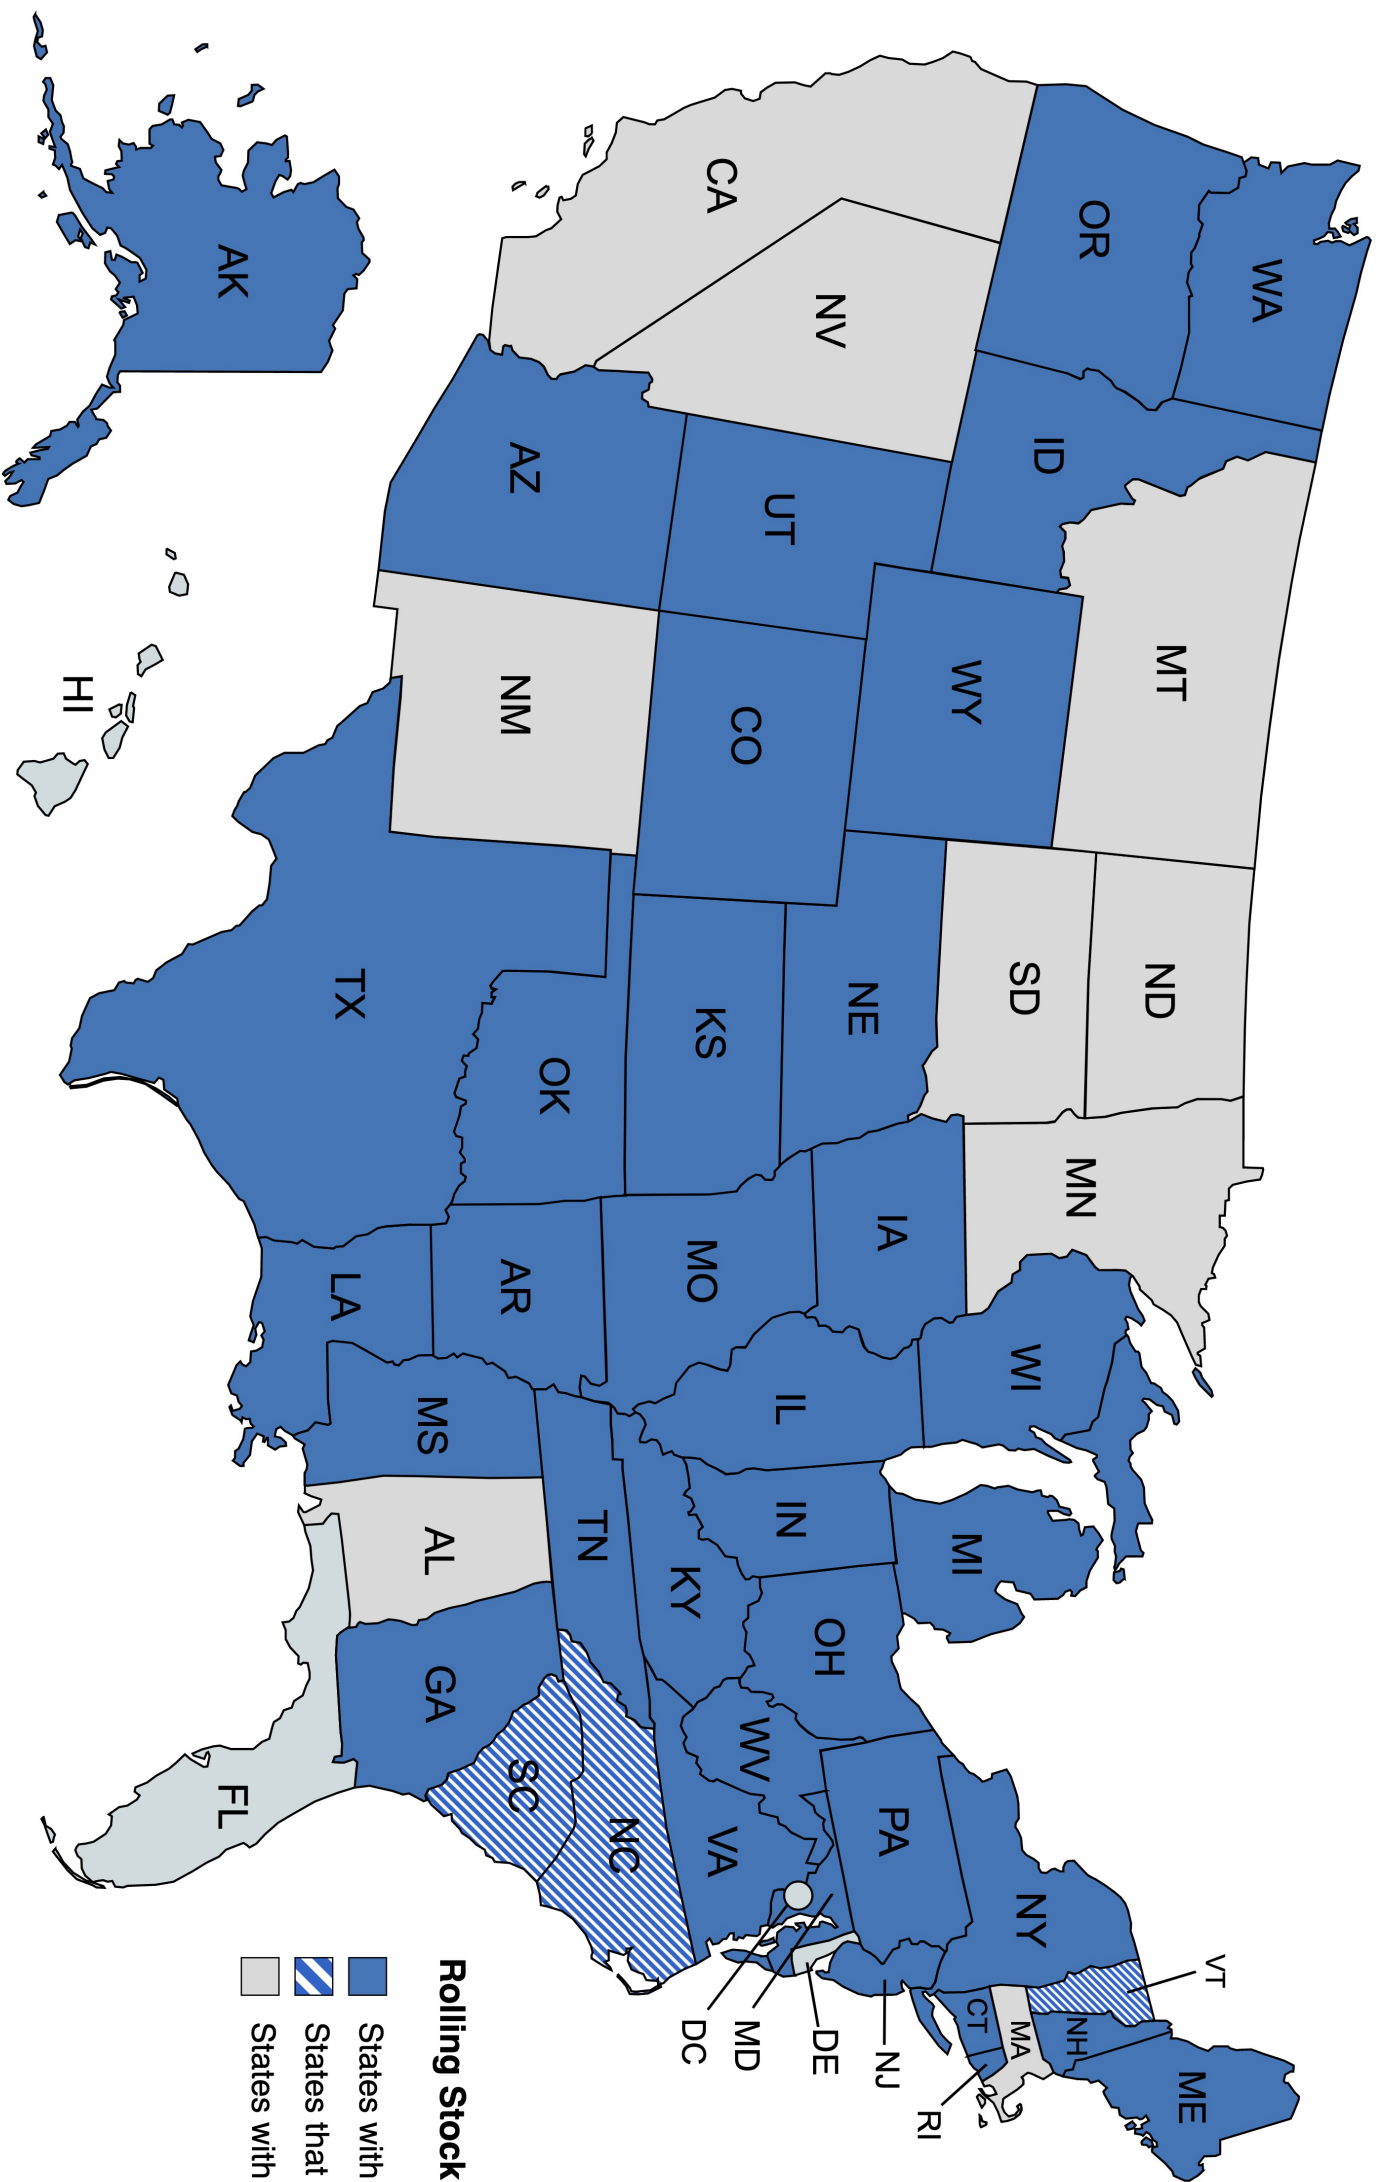 WA
OR
CA
NV
ID
MT
WY
UT
AZ
CO
NM
ND
SD
NE
KS
OK
TX
MN
IA
MO
AR
LA
WI
IL
MS
MI
IN
KY
TN
AL
OH
WV
VA
NC
SC
GA
FL
PA
NY
VT
NH
ME
MA
CT
RI
NJ
DE
MD
DC
AK
HI
Rolling Stock
States with
States that
States with